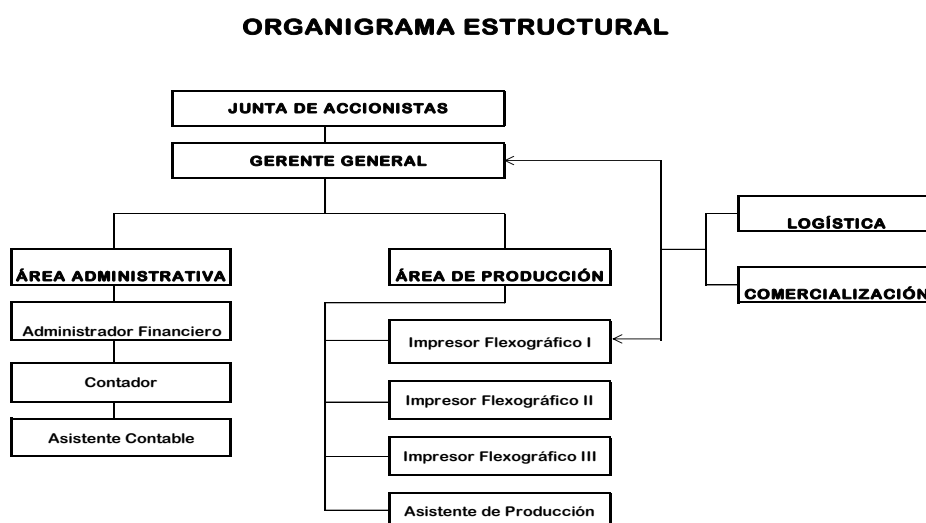 ORGANIGRAMA ESTRUCTURAL
JUNTA DE ACCIONISTAS
GERENTE GENERAL
LOGÍSTICA
ÁREA ADMINISTRATIVA
ÁREA DE PRODUCCIÓN
COMERCIALIZACIÓN
Administrador Financiero
Impresor Flexográfico I
Contador
Impresor Flexográfico II
Asistente Contable
Impresor Flexográfico III
Asistente de Producción